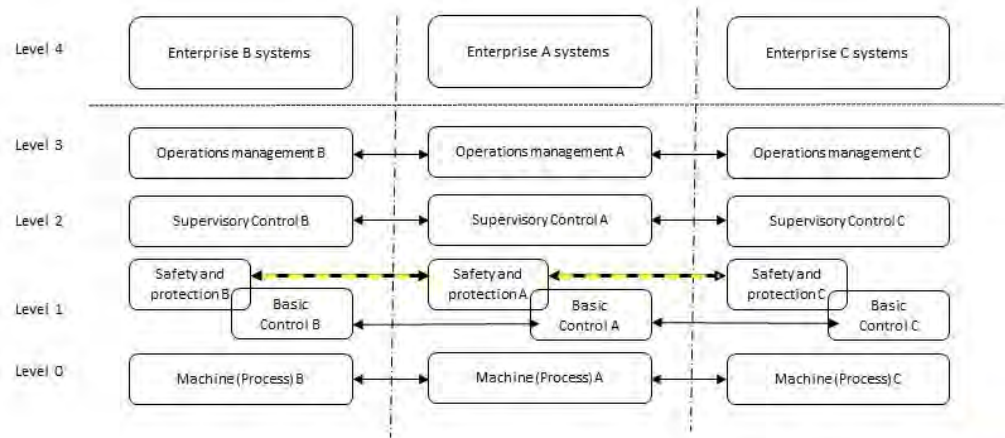 Level 4
Enterprise B systems
Enterprise A systems
Enterprise C systems
Level 3
Operations management B
Operations management A
Operations management C
Level 2
Supervisory Control B
Supervisory Control A
Supervisory Control C
Level 1
Safety and
protection B
Safety and
protection A
Safety and
protection C
Basic
Control B
Basic
Control A
Basic
Control C
Level 0
Machine (Process) B
Machine (Process) A
Machine (Process) C